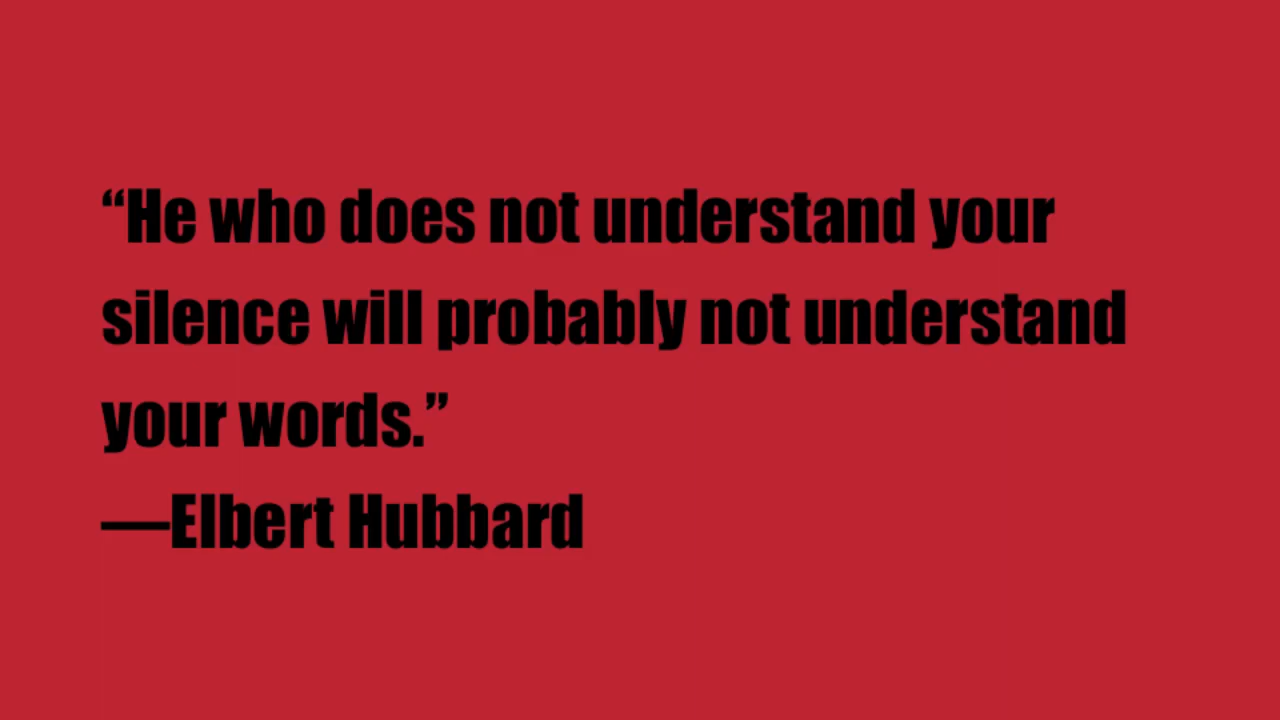 “He who does not understand your
silence will probably not understand
your words.”
—Elbert Hubbard